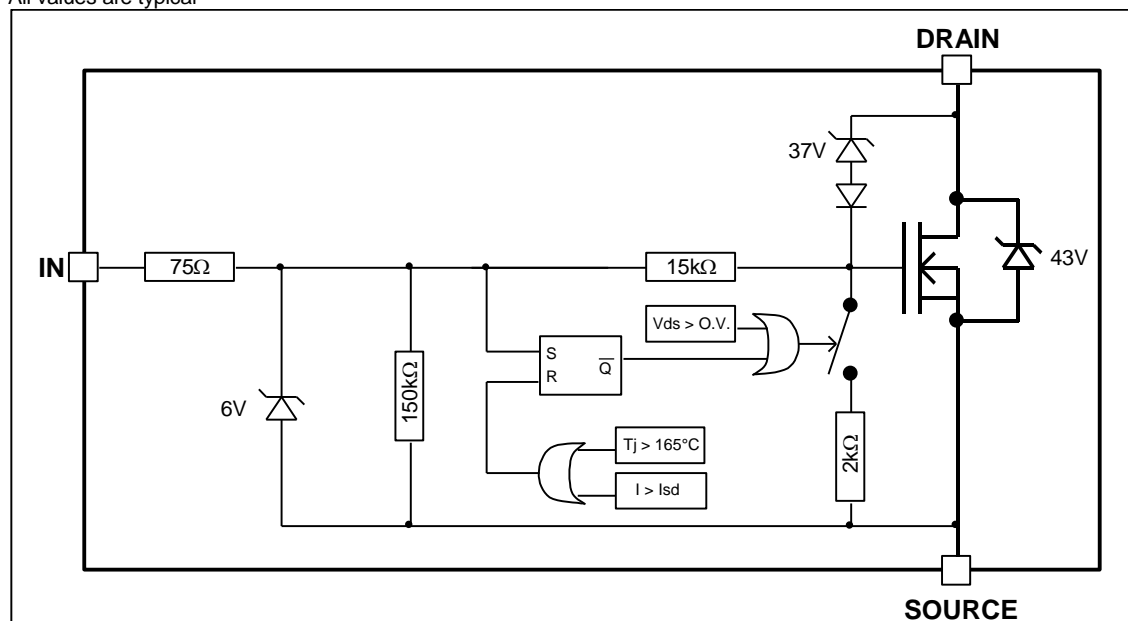 All values are typical
DRAIN
37V
IN
75Ω
15kΩ
43V
Vds > O.V.
S
R
Q̅
6V
150kΩ
Tj > 165°C
I > Isd
2kΩ
SOURCE